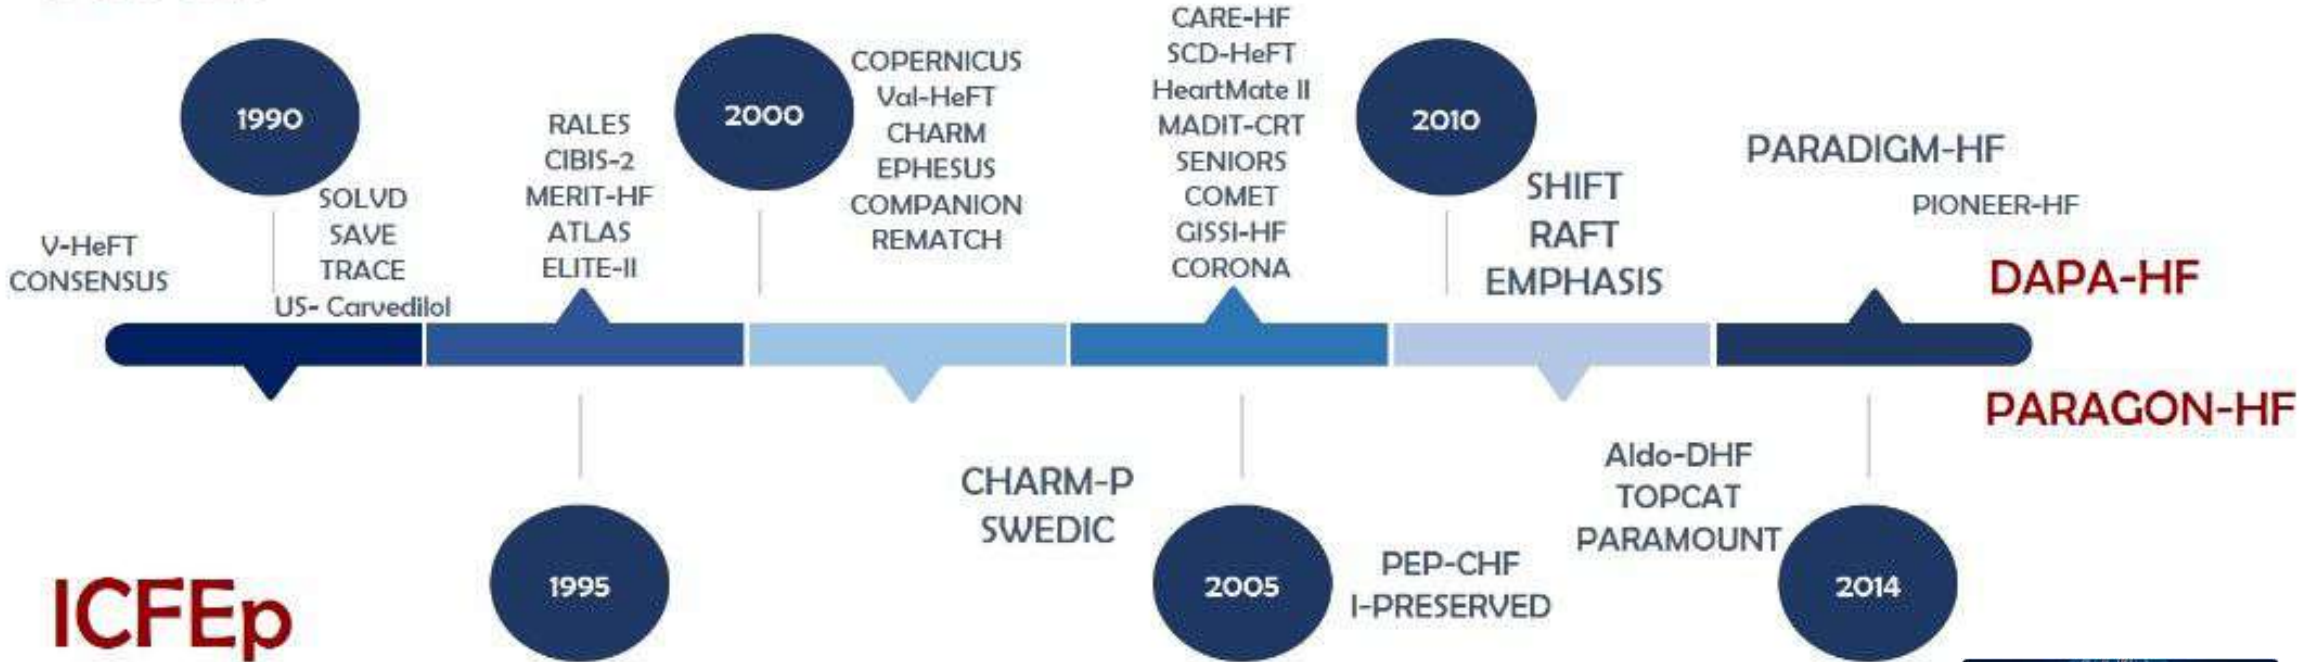 1990
V-HeFT
CONSENSUS
SOLVD
SAVE
TRACE
US- Carvedilol
RALES
CIBIS-2
MERIT-HF
ATLAS
ELITE-II
2000
COPERNICUS
Val-HeFT
CHARM
EPHESUS
COMPANION
REMATCH
CARE-HF
SCD-HeFT
HeartMate II
MADIT-CRT
SENIORS
COMET
GISSI-HF
CORONA
2010
SHIFT
RAFT
EMPHASIS
PARADIGM-HF
PIONEER-HF
DAPA-HF
PARAGON-HF
ICFEp
1995
CHARM-P
SWEDIC
2005
PEP-CHF
I-PRESERVED
Aldo-DHF
TOPCAT
PARAMOUNT
2014